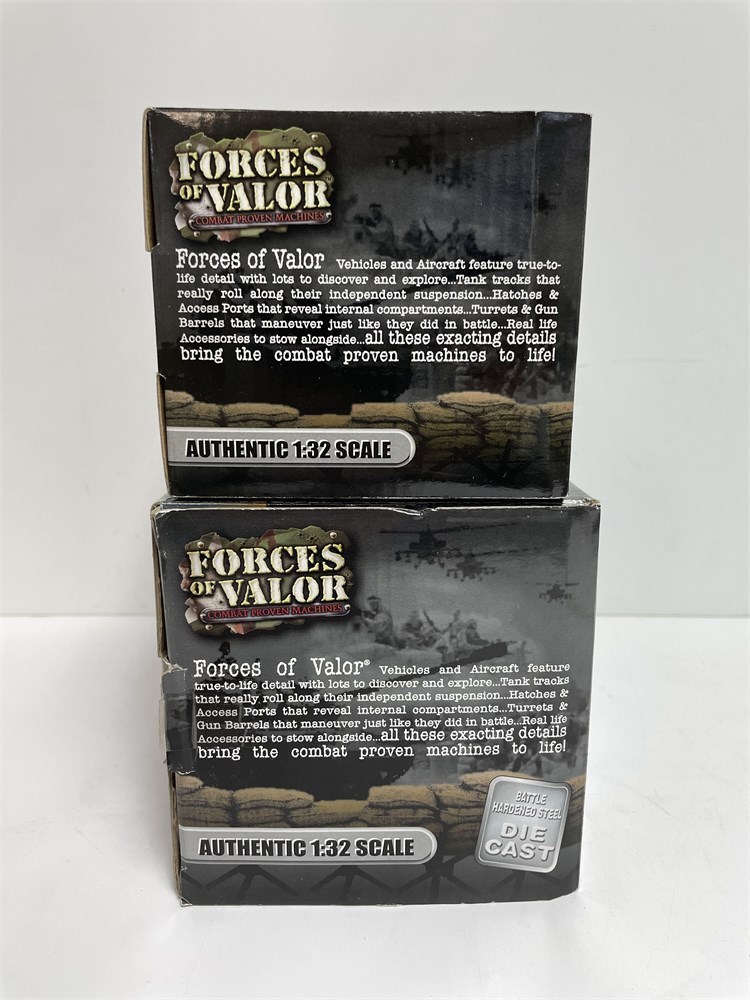 FORCES
OF VALOR™
COMBAT PROVEN MACHINES
Forces of Valor Vehicles and Aircraft feature true-to-
life detail with lots to discover and explore...Tank tracks that
really roll along their independent suspension...Hatches &
Access Ports that reveal internal compartments...Turrets & Gun
Barrels that maneuver just like they did in battle...Real life
Accessories to stow alongside...all these exacting details
bring the combat proven machines to life!
AUTHENTIC 1:32 SCALE
FORCES
OF VALOR
COMBAT PROVEN MACHINES
Forces of Valor® Vehicles and Aircraft feature
true-to-life detail with lots to discover and explore...Tank tracks
that really roll along their independent suspension...Hatches &
Access Ports that reveal internal compartments...Turrets &
Gun Barrels that maneuver just like they did in battle...Real life
Accessories to stow alongside...all these exacting details
bring the combat proven machines to life!
BATTLE
HARDENED STEEL
DIE
CAST
AUTHENTIC 1:32 SCALE